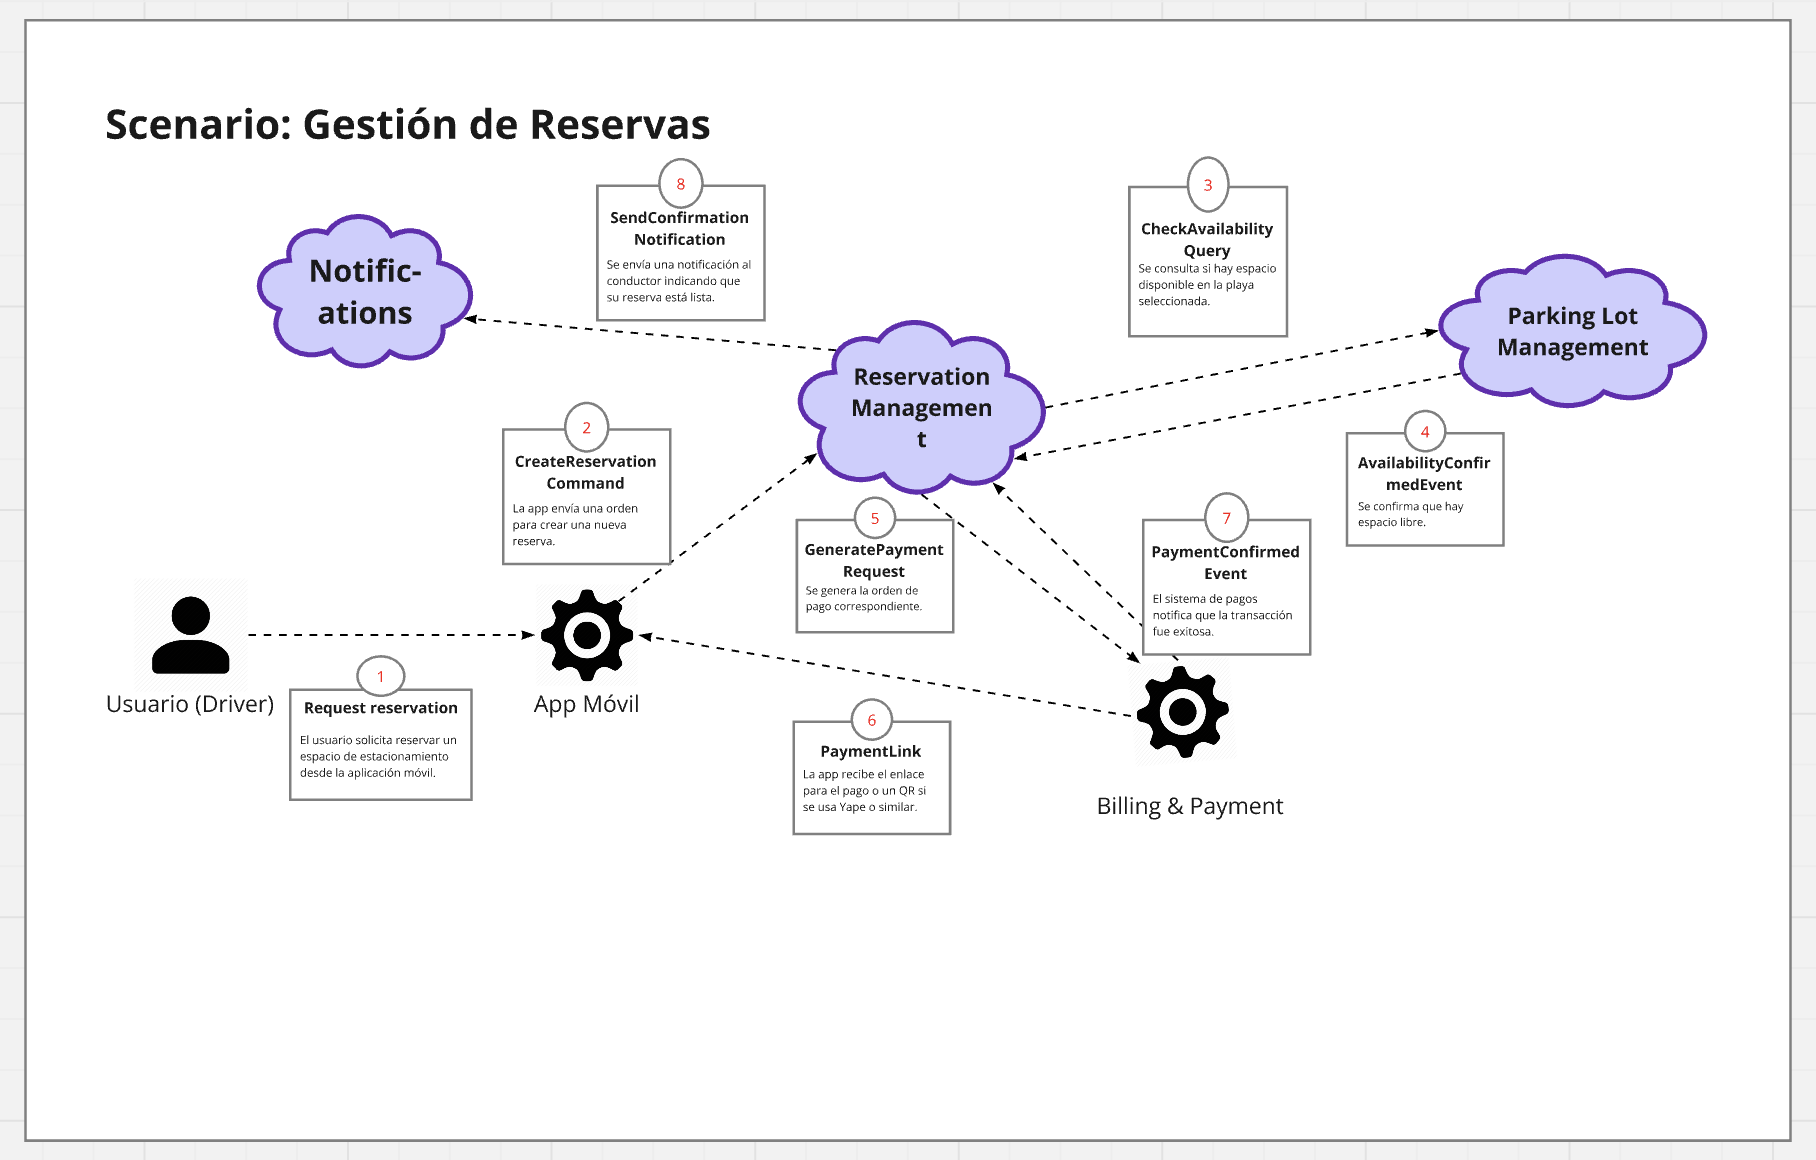 Scenario: Gestión de Reservas
8
SendConfirmation
Notification
Se envía una notificación al
conductor indicando que
su reserva está lista.
3
CheckAvailability
Query
Se consulta si hay espacio
disponible en la playa
seleccionada.
Notific-
ations
Parking Lot
Management
Reservation
Managemen
t
2
CreateReservation
Command
La app envía una orden
para crear una nueva
reserva.
4
AvailabilityConfir
medEvent
Se confirma que hay
espacio libre.
5
GeneratePayment
Request
Se genera la orden de
pago correspondiente.
7
PaymentConfirmed
Event
El sistema de pagos
notifica que la transacción
fue exitosa.
Usuario (Driver)
1
Request reservation
El usuario solicita reservar un
espacio de estacionamiento
desde la aplicación móvil.
App Móvil
6
PaymentLink
La app recibe el enlace
para el pago o un QR si
se usa Yape o similar.
Billing & Payment